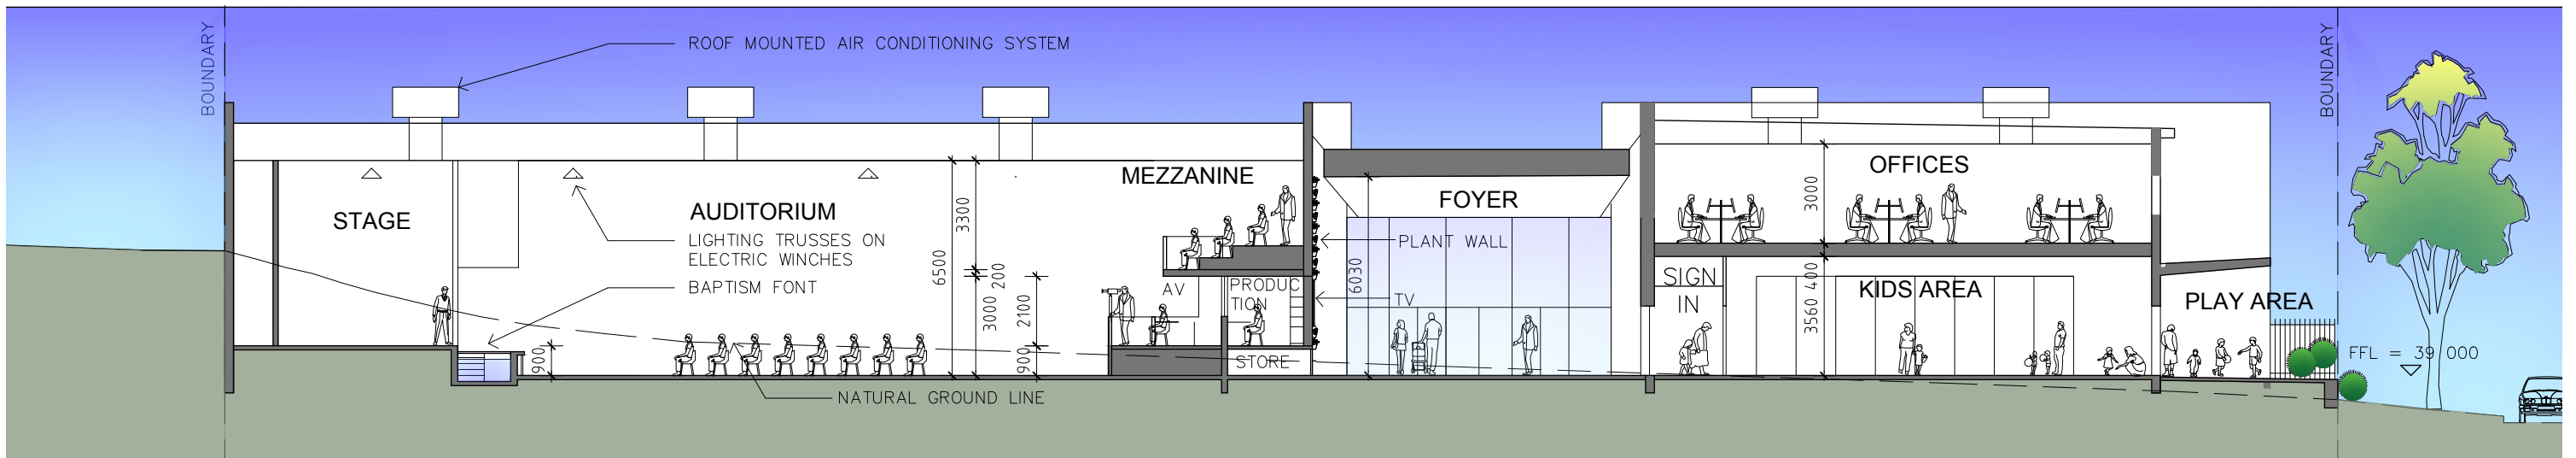 BOUNDARY
ROOF MOUNTED AIR CONDITIONING SYSTEM
BOUNDARY
STAGE
AUDITORIUM
LIGHTING TRUSSES ON
ELECTRIC WINCHES
BAPTISM FONT
900
NATURAL GROUND LINE
6500
3300
200
3000
2100
900
MEZZANINE
AV
PRODUC
TION
STORE
6030
FOYER
PLANT WALL
TV
OFFICES
3000
SIGN
IN
400
3560
KIDS AREA
PLAY AREA
FFL = 39 000